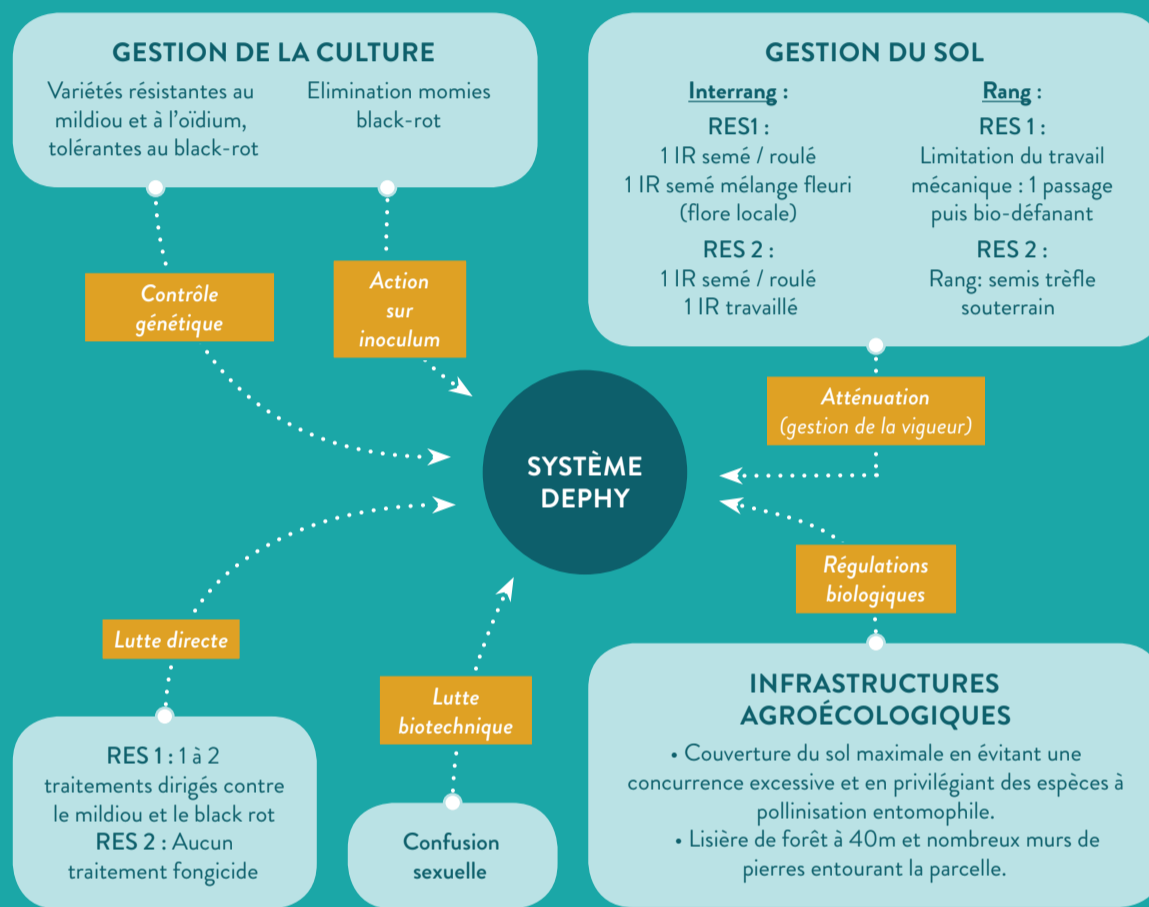 GESTION DE LA CULTURE
Variétés résistantes au
mildiou et à l'oïdium,
tolérantes au black-rot
Elimination momies
black-rot
GESTION DU SOL
Interrang :
RES1 :
1 IR semé / roulé
1 IR semé mélange fleuri
(flore locale)
RES 2 :
1 IR semé / roulé
1 IR travaillé
Rang :
RES 1 :
Limitation du travail
mécanique : 1 passage
puis bio-défanant
RES 2 :
Rang: semis trèfle
souterrain
Contrôle
génétique
Action
sur
inoculum
Atténuation
(gestion de la vigueur)
SYSTÈME
DEPHY
Régulations
biologiques
Lutte directe
Lutte
biotechnique
RES 1 : 1 à 2
traitements dirigés contre
le mildiou et le black rot
RES 2 : Aucun
traitement fongicide
Confusion
sexuelle
INFRASTRUCTURES
AGROÉCOLOGIQUES
• Couverture du sol maximale en évitant une
concurrence excessive et en privilégiant des espèces à
pollinisation entomophile.
• Lisière de forêt à 40m et nombreux murs de
pierres entourant la parcelle.